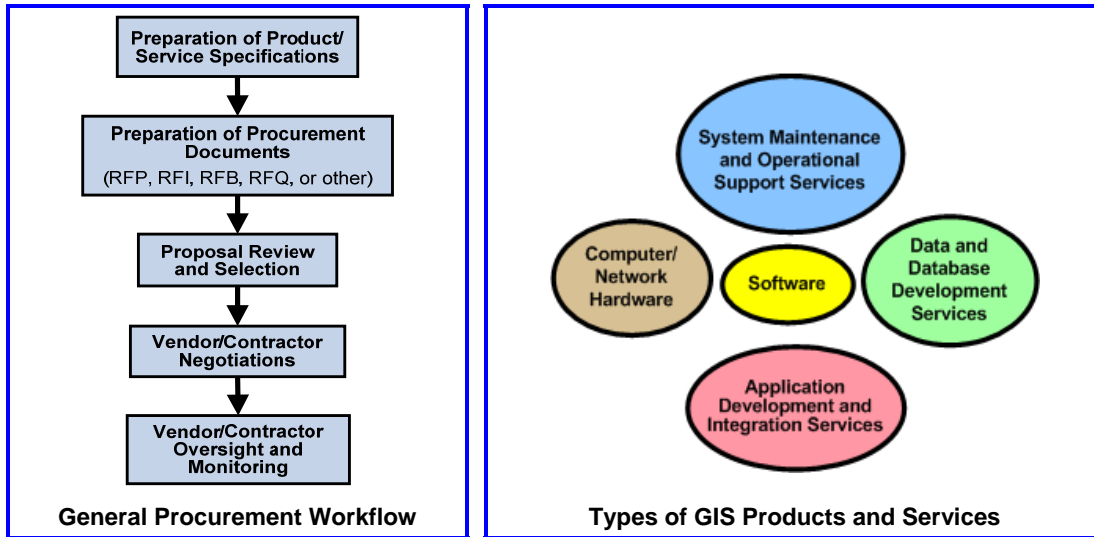 Preparation of Product/
Service Specifications
Preparation of Procurement
Documents
(RFP, RFI, RFB, RFQ, or other)
Proposal Review
and Selection
Vendor/Contractor
Negotiations
Vendor/Contractor
Oversight and
Monitoring
General Procurement Workflow
System Maintenance
and Operational
Support Services
Computer/
Network
Hardware
Software
Data and
Database
Development
Services
Application
Development and
Integration Services
Types of GIS Products and Services